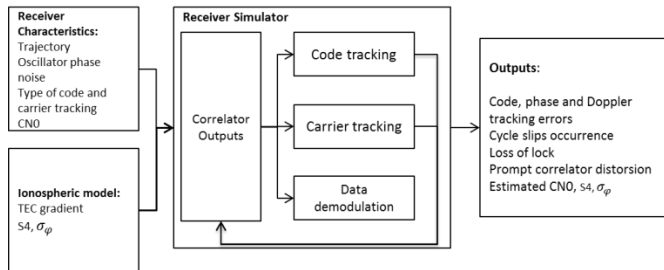 Receiver
Characteristics:
Trajectory
Oscillator phase
noise
Type of code and
carrier tracking
CN0
Ionospheric model:
TEC gradient
S4, σφ
Receiver Simulator
Correlator
Outputs
Code tracking
Carrier tracking
Data
demodulation
Outputs:
Code, phase and Doppler
tracking errors
Cycle slips occurrence
Loss of lock
Prompt correlator distorsion
Estimated CN0, S4, σφ